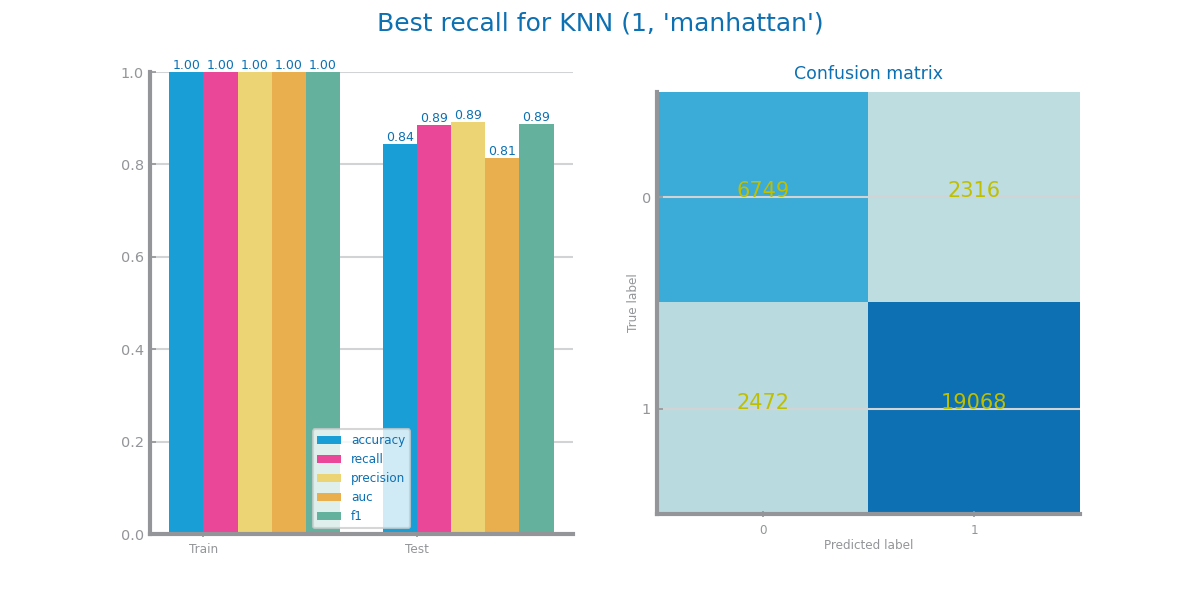 Best recall for KNN (1, 'manhattan')
1.00 1.00 1.00 1.00 1.00
0.84 0.89 0.89 0.81 0.89
1.0
0.8
0.6
0.4
0.2
0.0
accuracy
recall
precision
auc
f1
Train Test
Confusion matrix
True label
0
1
6749 2316
2472 19068
0 1
Predicted label